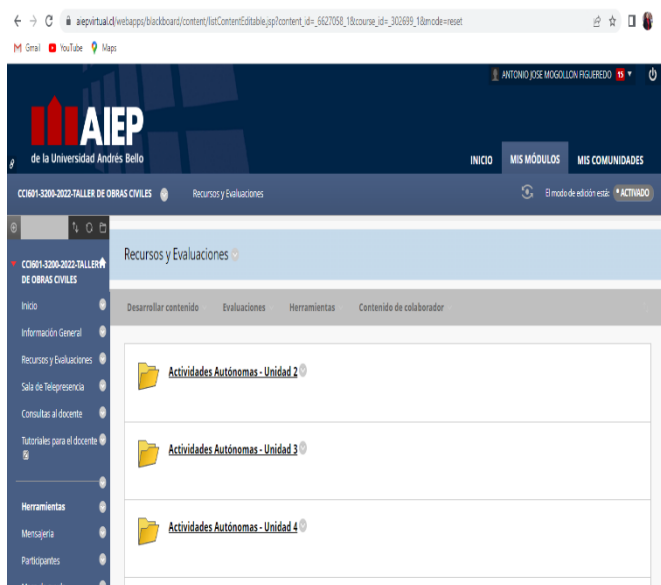 aiepvirtual.cl/webapps/blackboard/content/listContentEditable.jsp?content_id=_6627058_1&course_id=_302699_1&mode=reset
Gmail YouTube Maps
ANTONIO JOSE MOGOLLON FIGUEREDO 15
AIEP
de la Universidad Andrés Bello
INICIO MIS MÓDULOS MIS COMUNIDADES
CCI601-3200-2022-TALLER DE OBRAS CIVILES Recursos y Evaluaciones El modo de edición está: • ACTIVADO
CCI601-3200-2022-TALLER
DE OBRAS CIVILES
Inicio
Información General
Recursos y Evaluaciones
Sala de Telepresencia
Consultas al docente
Tutoriales para el docente
Herramientas
Mensajería
Participantes
Recursos y Evaluaciones
Desarrollar contenido Evaluaciones Herramientas Contenido de colaborador
Actividades Autónomas - Unidad 2
Actividades Autónomas - Unidad 3
Actividades Autónomas - Unidad 4